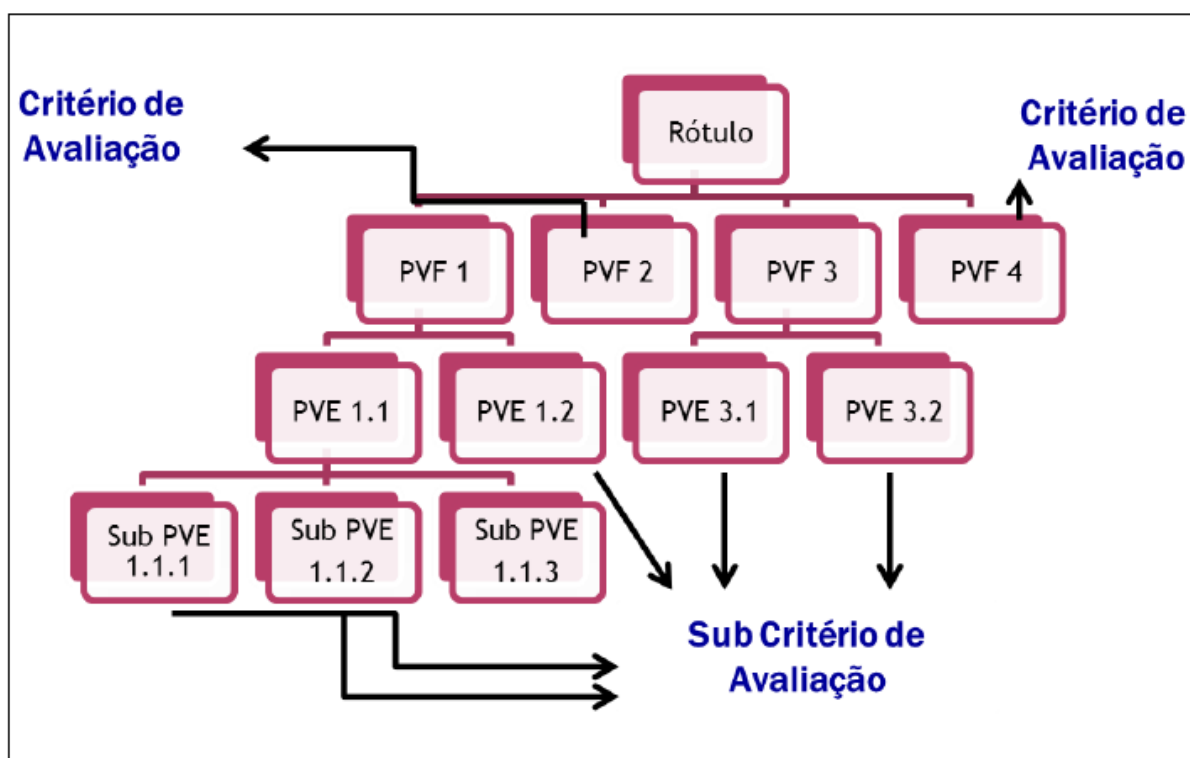 Critério de
Avaliação
Rótulo
Critério de
Avaliação
PVF 1
PVF 2
PVF 3
PVF 4
PVE 1.1
PVE 1.2
PVE 3.1
PVE 3.2
Sub PVE
1.1.1
Sub PVE
1.1.2
Sub PVE
1.1.3
Sub Critério de
Avaliação